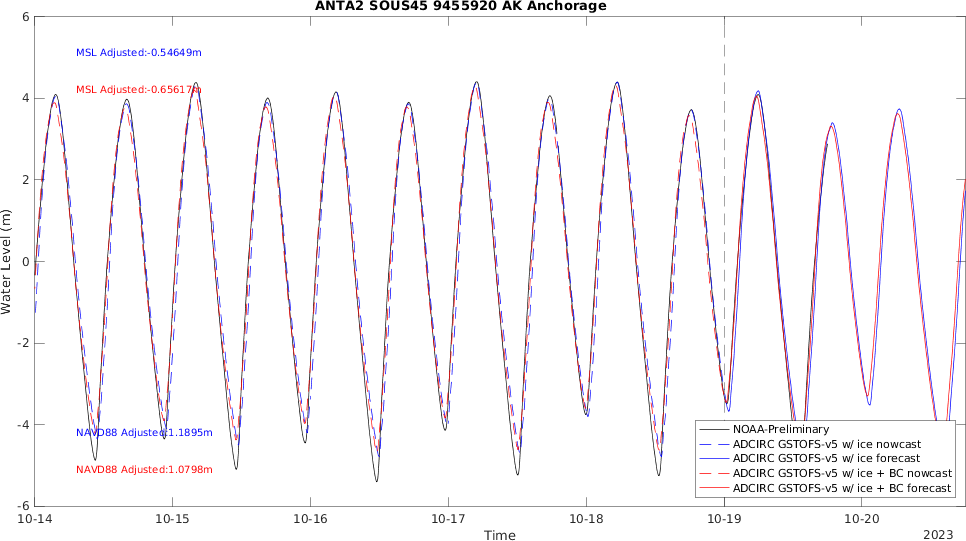 ANTA2 SOUS45 9455920 AK Anchorage
6
4
2
0
-2
-4
-6
Water Level (m)
MSL Adjusted:-0.54649m
MSL Adjusted:-0.65617m
NAVD88 Adjusted:1.1895m
NAVD88 Adjusted:1.0798m
NOAA-Preliminary
ADCIRC GSTOFS-v5 w/ ice nowcast
ADCIRC GSTOFS-v5 w/ ice forecast
ADCIRC GSTOFS-v5 w/ ice + BC nowcast
ADCIRC GSTOFS-v5 w/ ice + BC forecast
10-14 10-15 10-16 10-17 10-18 10-19 10-20
Time
2023